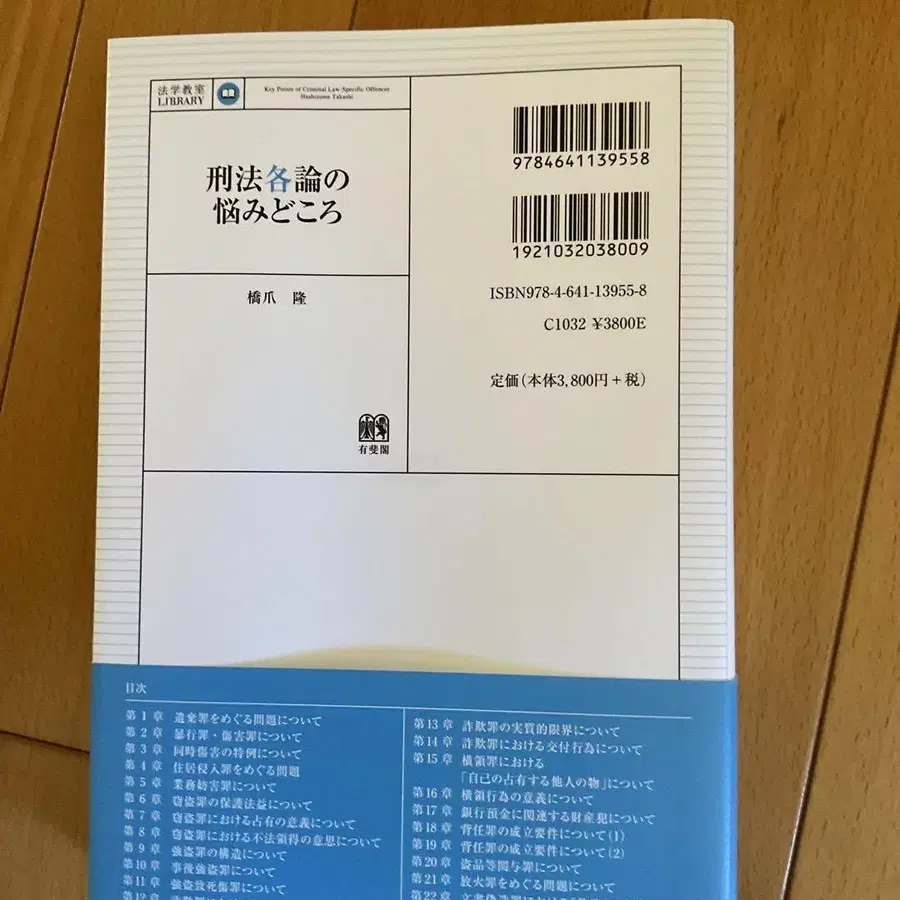 法学教室
LIBRARY
Key Points of Criminal Law-Specific Offences
Hashizume Takashi
刑法各論の
悩みどころ
橋爪 隆
有斐閣
9784641139558
1921032038009
ISBN978-4-641-13955-8
C1032 ¥3800E
定価(本体3,800円+税)
目次
第1章 遺棄罪をめぐる問題について
第2章 暴行罪・傷害罪について
第3章 同時傷害の特例について
第4章 住居侵入罪をめぐる問題
第5章 業務妨害罪について
第6章 窃盗罪の保護法益について
第7章 窃盗罪における占有の意義について
第8章 窃盗罪における不法領得の意思について
第9章 強盗罪の構造について
第10章 事後強盗罪について
第11章 強盗致死傷罪について
第12章
第13章 詐欺罪の実質的限界について
第14章 詐欺罪における交付行為について
第15章 横領罪における
「自己の占有する他人の物」について
第16章 横領行為の意義について
第17章 銀行預金に関連する財産犯について
第18章 背任罪の成立要件について(1)
第19章 背任罪の成立要件について(2)
第20章 盗品等関与罪について
第21章 放火罪をめぐる問題について
第22章